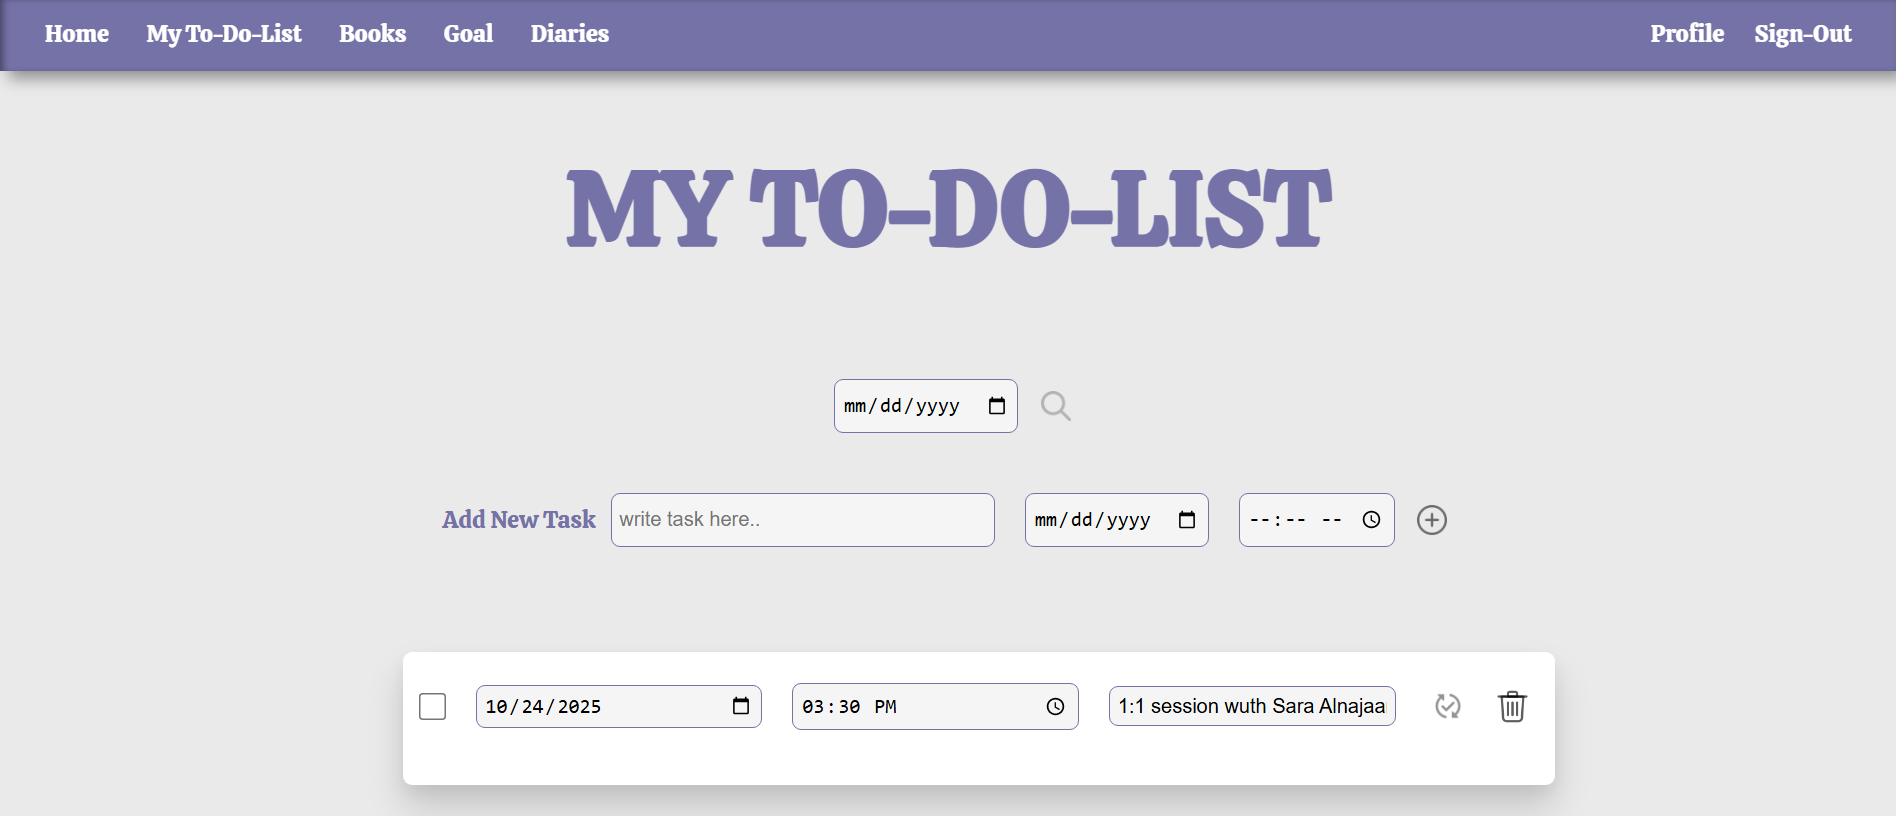 Home My To-Do-List Books Goal Diaries Profile Sign-Out
MY TO-DO-LIST
mm/dd/yyyy
Add New Task write task here.. mm/dd/yyyy --:-- --
10/24/2025 03:30 PM 1:1 session wuth Sara Alnajaa